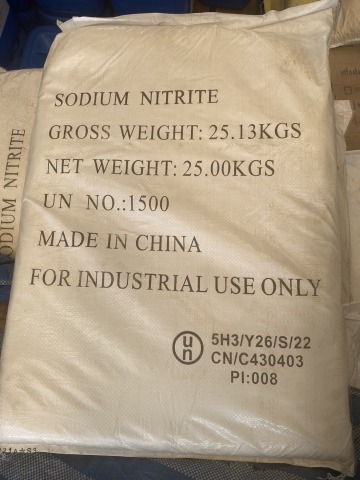 SODIUM NITRITE
GROSS WEIGHT: 25.13KGS
NET WEIGHT: 25.00KGS
UN NO.:1500
MADE IN CHINA
FOR INDUSTRIAL USE ONLY
un
5H3/Y26/S/22
CN/C430403
PI:008
ODIUM NITRITE